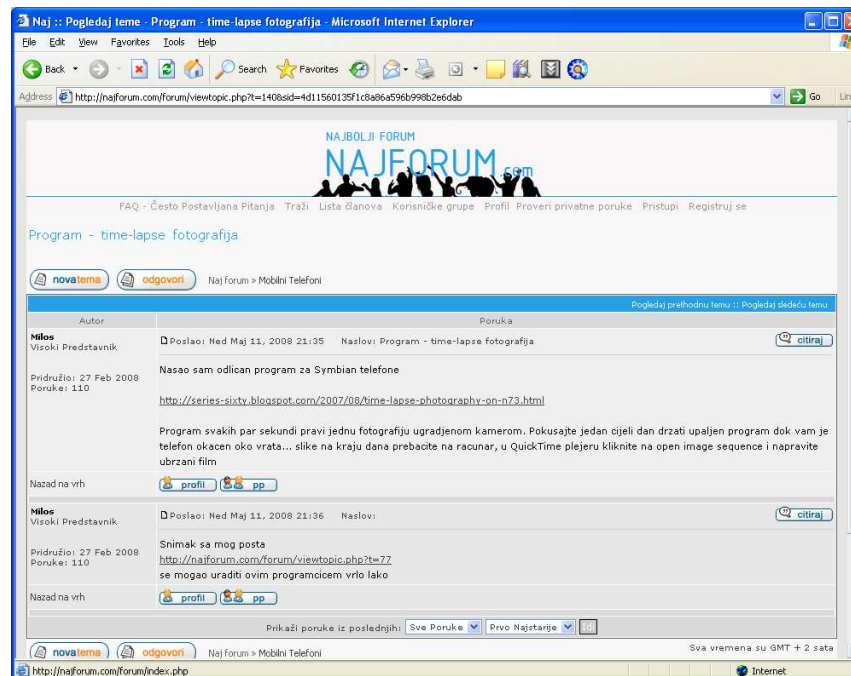 Naj :: Pogledaj teme - Program - time-lapse fotografija - Microsoft Internet Explorer
File Edit View Favorites Tools Help
Back Search Favorites
Address http://najforum.com/forum/viewtopic.php?t=140&sid=4d11560135f1c8a86a596b998b2e6dab Go Lin
NAJBOLJI FORUM
NAJFORUM.com
FAQ - Često Postavljana Pitanja Traži Lista članova Korisničke grupe Profil Proveri privatne poruke Pristupi Registruj se
Program - time-lapse fotografija
novatema odgovori Naj forum » Mobilni Telefoni
Pogledaj prethodnu temu :: Pogledaj sledeću temu
Autor Poruka
Milos
Visoki Predstavnik
Pridružio: 27 Feb 2008
Poruke: 110
Poslao: Ned Maj 11, 2008 21:35 Naslov: Program - time-lapse fotografija citiraj
Nasao sam odlican program za Symbian telefone
http://series-sixty.blogspot.com/2007/08/time-lapse-photography-on-n73.html
Program svakih par sekundi pravi jednu fotografiju ugradjenom kamerom. Pokusajte jedan cijeli dan drzati upaljen program dok vam je
telefon okacen oko vrata... slike na kraju dana prebacite na racunar, u QuickTime plejeru kliknite na open image sequence i napravite
ubrzani film
Nazad na vrh profil pp
Milos
Visoki Predstavnik
Pridružio: 27 Feb 2008
Poruke: 110
Poslao: Ned Maj 11, 2008 21:36 Naslov: citiraj
Snimak sa mog posta
http://najforum.com/forum/viewtopic.php?t=77
se mogao uraditi ovim programcicem vrlo lako
Nazad na vrh profil pp
Prikaži poruke iz poslednjih: Sve Poruke Prvo Najstarije
novatema odgovori Naj forum » Mobilni Telefoni Sva vremena su GMT + 2 sata
http://najforum.com/forum/index.php Internet